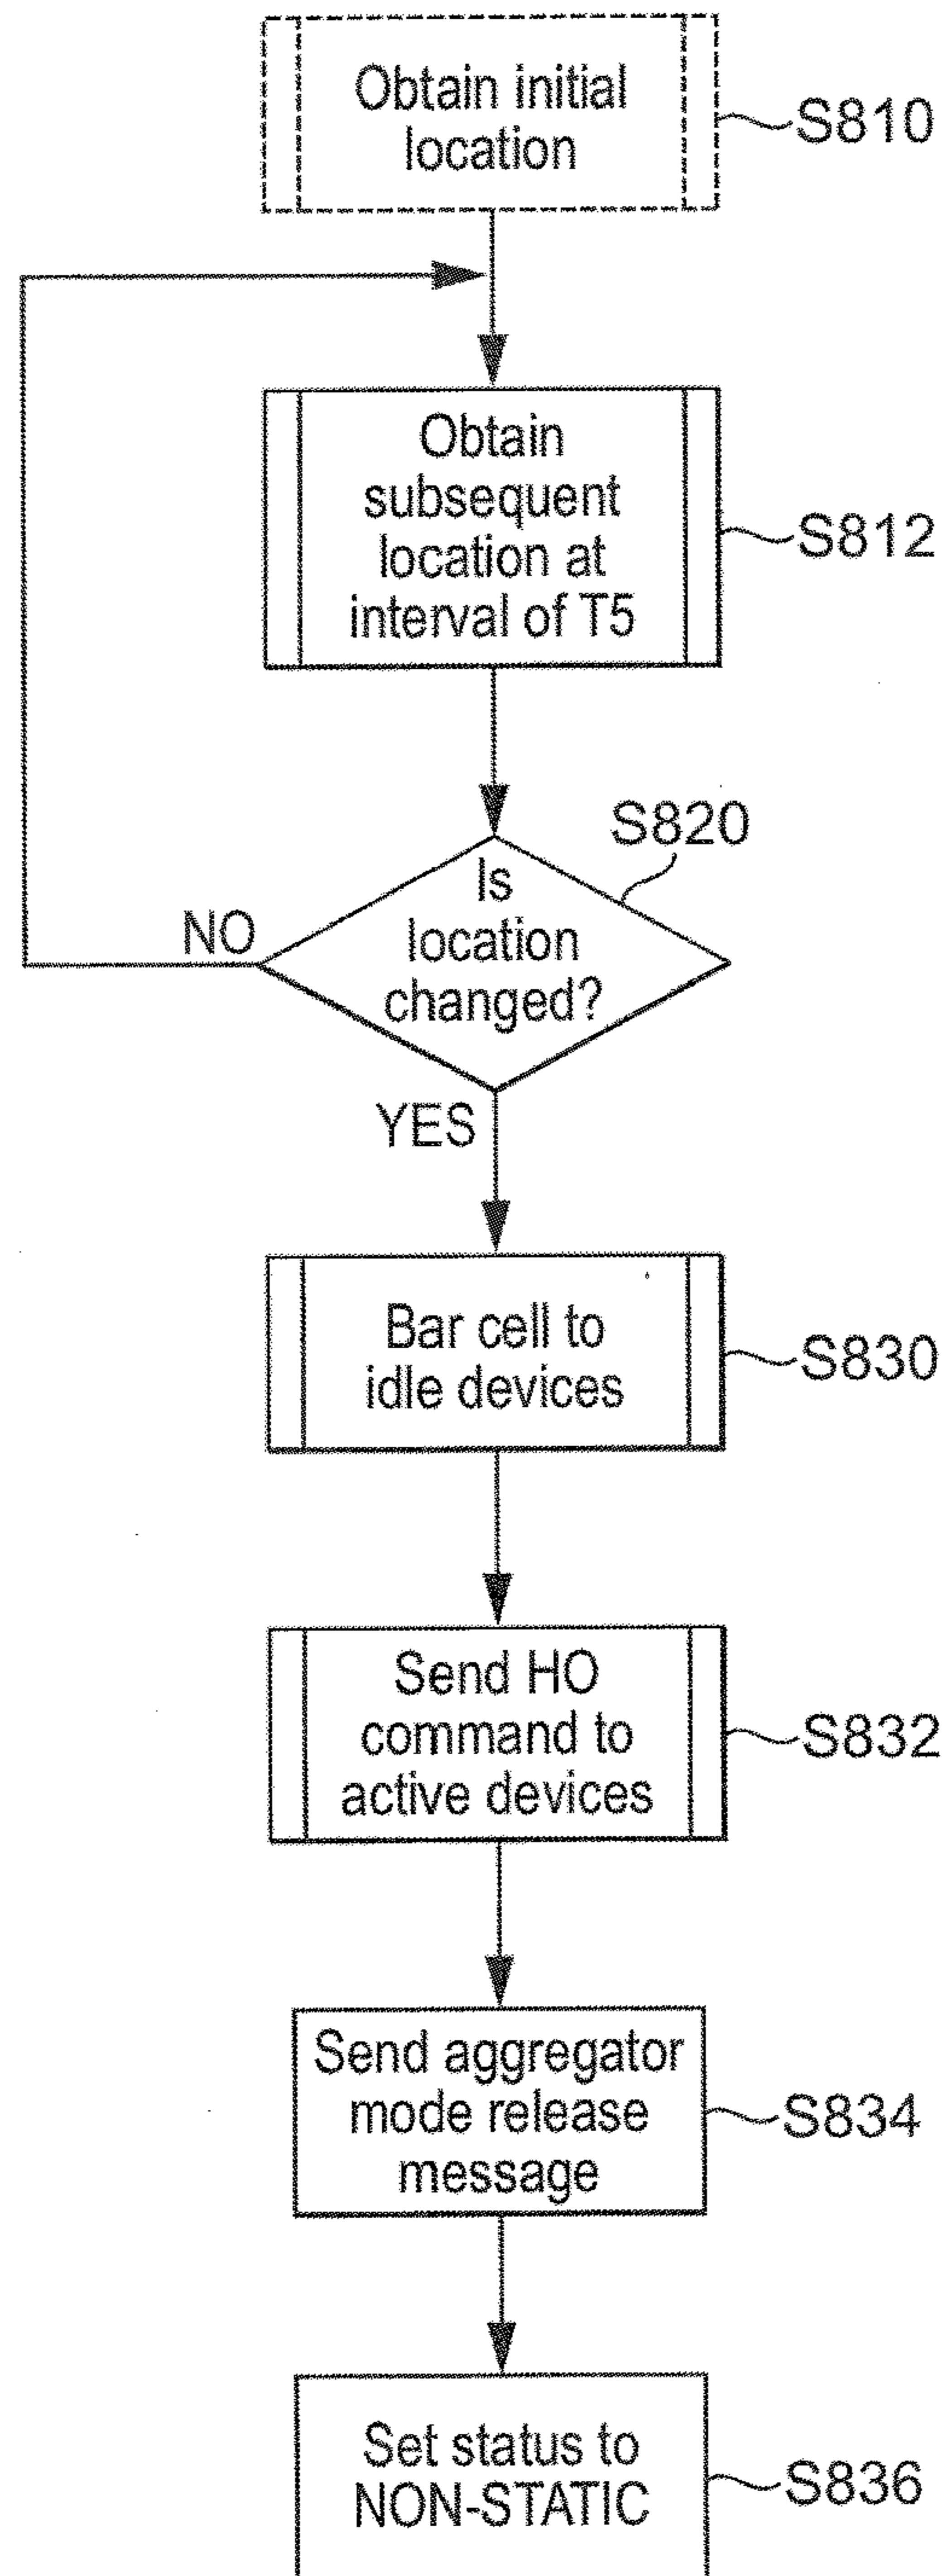 Obtain initial
location
S810
Obtain
subsequent
location at
interval of T5
S812
S820
Is
location
changed?
NO
YES
Bar cell to
idle devices
S830
Send HO
command to
active devices
S832
Send aggregator
mode release
message
S834
Set status to
NON-STATIC
S836